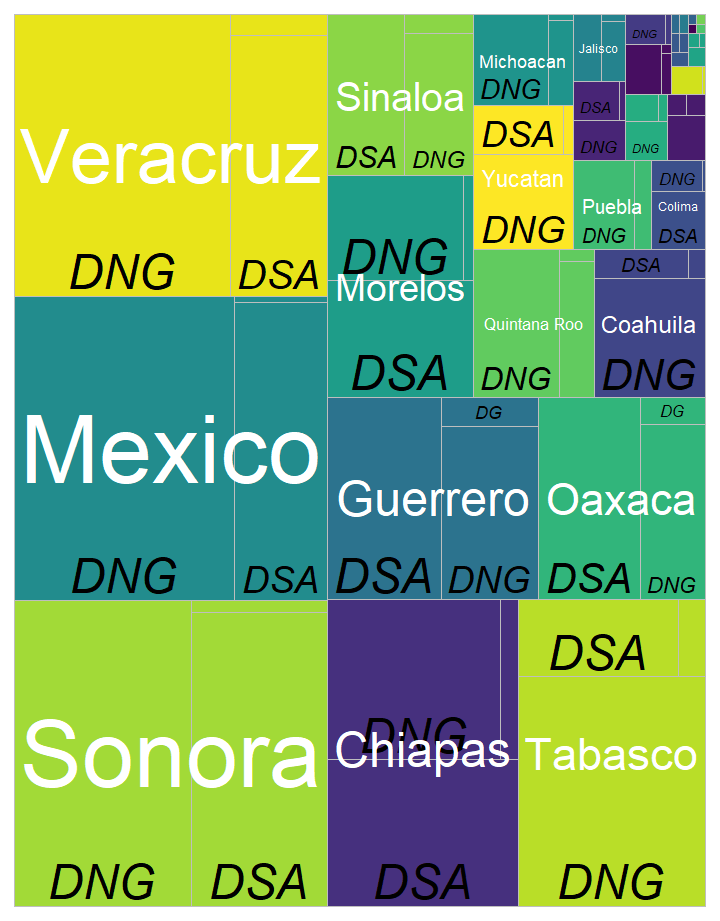 Veracruz
DNG
DSA
Sinaloa
DSA
DNG
Michoacan
DNG
Jalisco
DSA
DNG
DNG
DNG
DSA
Yucatan
DNG
Puebla
DNG
DNG
Colima
DSA
DNG
Morelos
DSA
Quintana Roo
DNG
DSA
Coahuila
DNG
Mexico
DNG
DSA
Guerrero
DSA
DG
DNG
Oaxaca
DSA
DG
DNG
Sonora
DNG
DSA
DNG
Chiapas
DSA
DSA
Tabasco
DNG